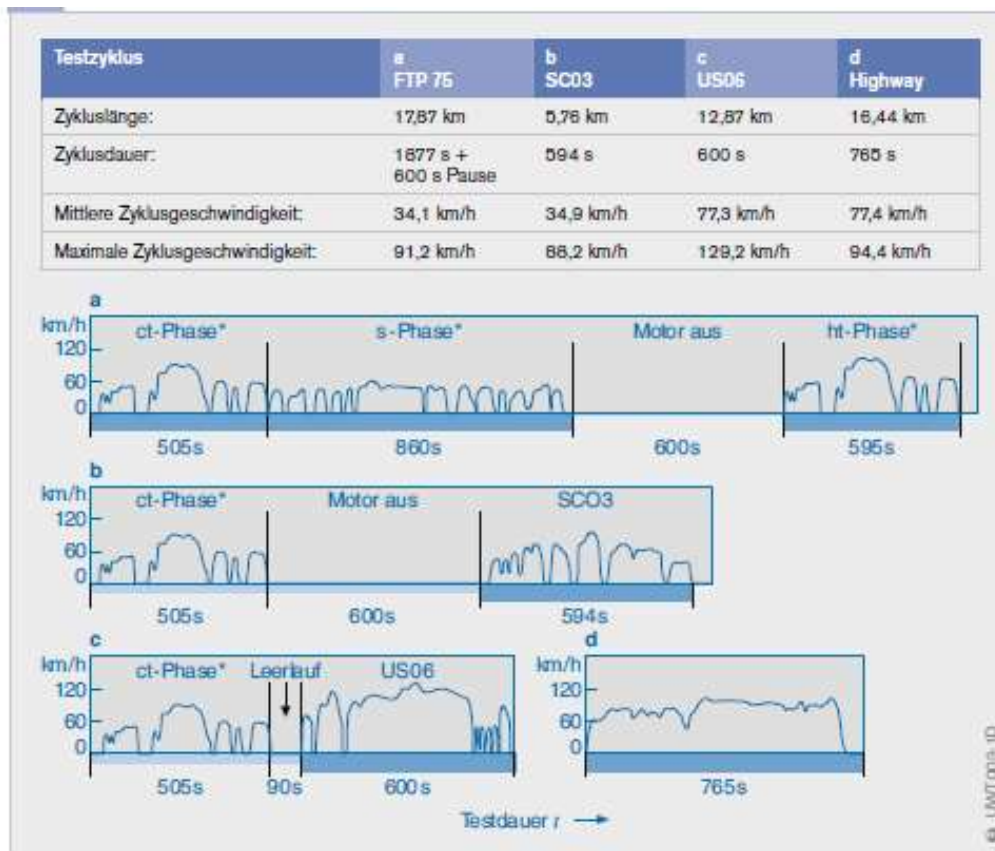 Testzyklus a b c d
FTP 75 SC03 US06 Highway
Zykluslänge: 17,87 km 5,76 km 12,87 km 16,44 km
Zyklusdauer: 1877 s + 594 s 600 s 765 s
600 s Pause
Mittlere Zyklusgeschwindigkeit: 34,1 km/h 34,9 km/h 77,3 km/h 77,4 km/h
Maximale Zyklusgeschwindigkeit: 91,2 km/h 88,2 km/h 129,2 km/h 94,4 km/h
a
km/h ct-Phase* s-Phase* Motor aus ht-Phase*
120
60
0
505s 860s 600s 595s
b
km/h ct-Phase* Motor aus SCO3
120
60
0
505s 600s 594s
c d
km/h ct-Phase* Leerlauf US06 km/h
120 120
60 60
0 0
505s 90s 600s 765s
Testdauer t